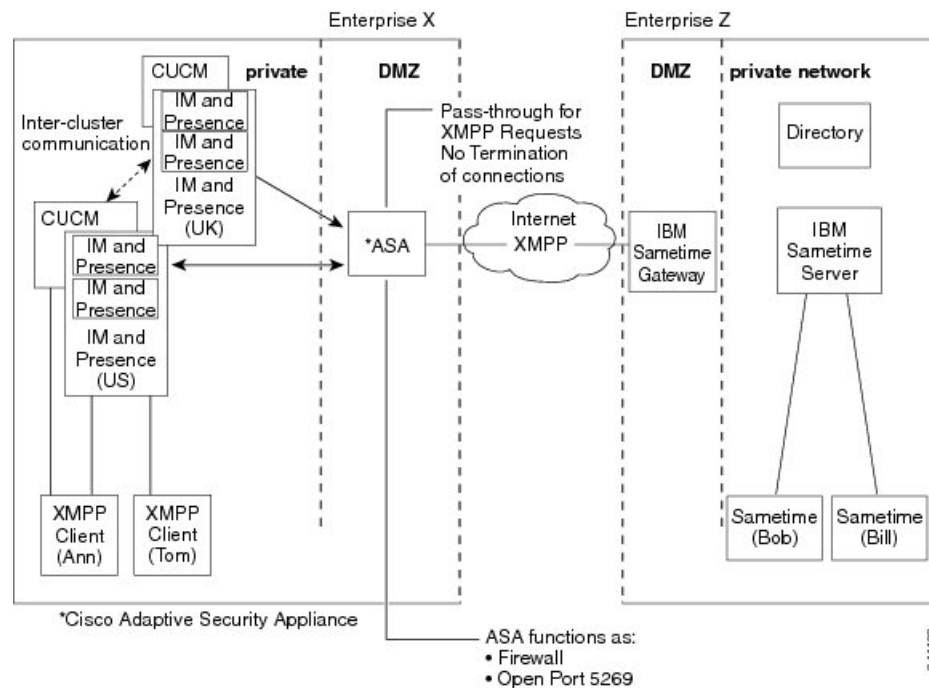 Enterprise X
Enterprise Z
CUCM
private
DMZ
DMZ
private network
IM and
Presence
IM and
Presence
IM and
Presence
(UK)
Inter-cluster
communication
Pass-through for
XMPP Requests
No Termination
of connections
Directory
CUCM
IM and
Presence
IM and
Presence
IM and
Presence
(US)
*ASA
Internet
XMPP
IBM
Sametime
Gateway
IBM
Sametime
Server
XMPP
Client
(Ann)
XMPP
Client
(Tom)
Sametime
(Bob)
Sametime
(Bill)
*Cisco Adaptive Security Appliance
ASA functions as:
• Firewall
• Open Port 5269